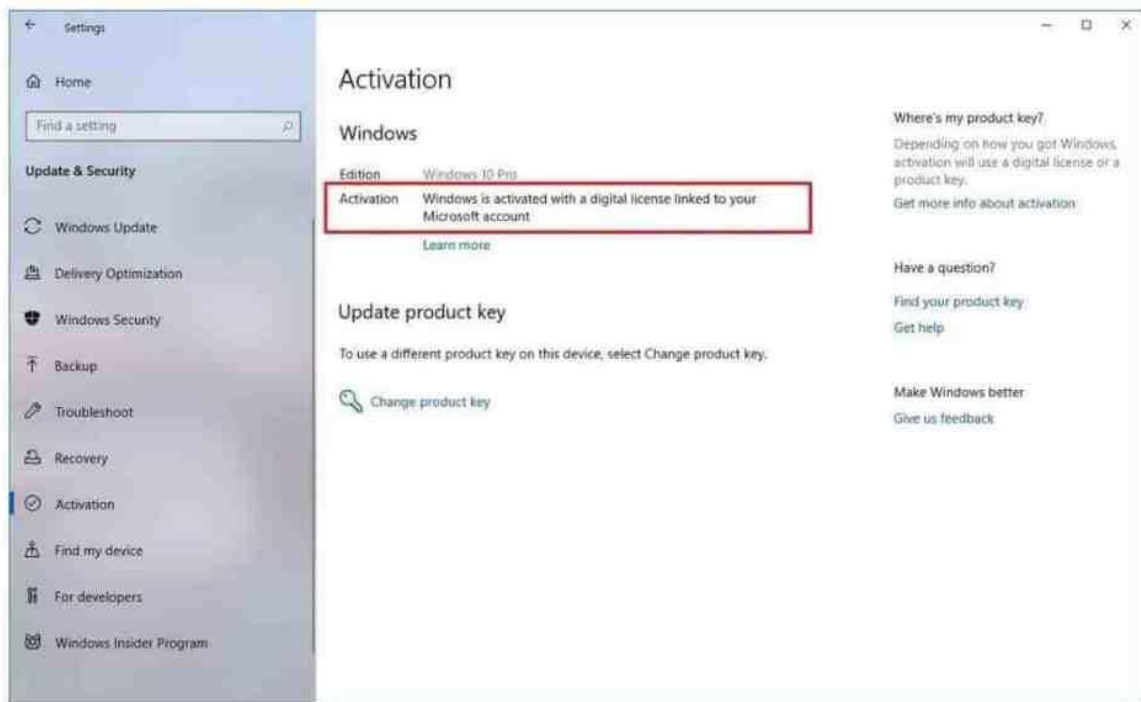 Settings
Home
Find a setting
Update & Security
Windows Update
Delivery Optimization
Windows Security
Backup
Troubleshoot
Recovery
Activation
Find my device
For developers
Windows Insider Program
Activation
Windows
Edition Windows 10 Pro
Activation Windows is activated with a digital license linked to your
Microsoft account
Learn more
Update product key
To use a different product key on this device, select Change product key.
Change product key
Where's my product key?
Depending on how you got Windows,
activation will use a digital license or a
product key.
Get more info about activation
Have a question?
Find your product key
Get help
Make Windows better
Give us feedback